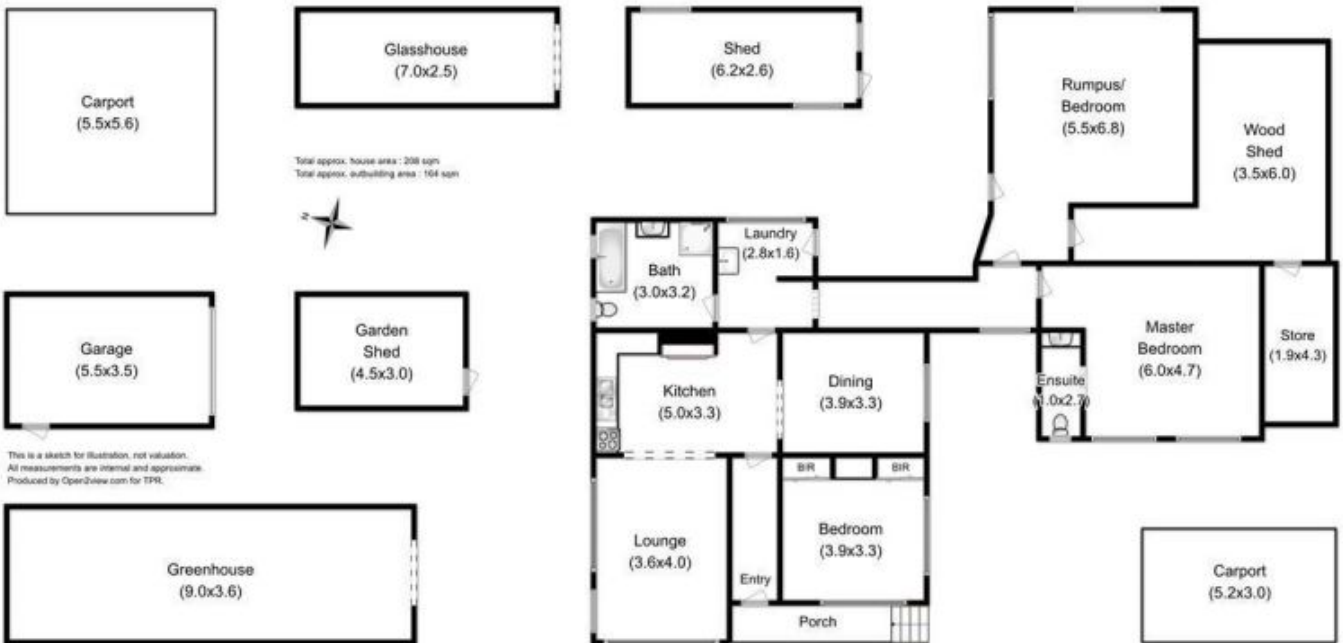 Carport
(5.5x5.6)
Glasshouse
(7.0x2.5)
Shed
(6.2x2.6)
Rumpus/
Bedroom
(5.5x6.8)
Wood
Shed
(3.5x6.0)
Total approx. house area : 208 sqm
Total approx. outbuilding area : 164 sqm
N
Laundry
(2.8x1.6)
Bath
(3.0x3.2)
Garage
(5.5x3.5)
Garden
Shed
(4.5x3.0)
Kitchen
(5.0x3.3)
Dining
(3.9x3.3)
Ensuite
(1.0x2.7)
Master
Bedroom
(6.0x4.7)
Store
(1.9x4.3)
This is a sketch for illustration, not valuation.
All measurements are internal and approximate.
Produced by Open2view.com for TPR.
BIR
BIR
Lounge
(3.6x4.0)
Entry
Bedroom
(3.9x3.3)
Porch
Greenhouse
(9.0x3.6)
Carport
(5.2x3.0)